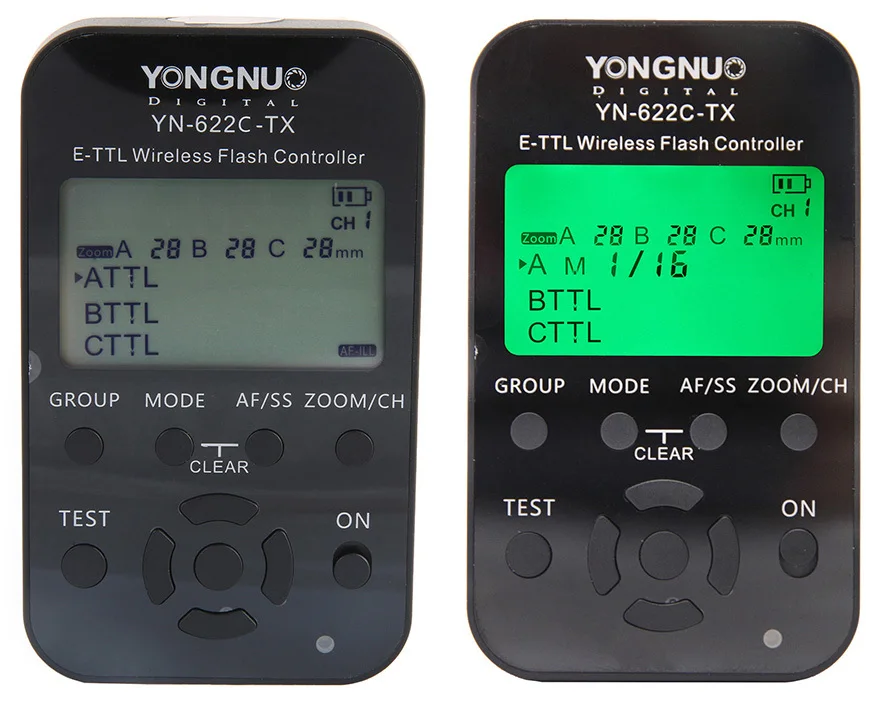 YONGNUO
DIGITAL
YN-622C-TX
E-TTL Wireless Flash Controller
CH 1
Zoom A 28 B 28 C 28 mm
ATTL
BTTL
CTTL
AF-ILL
GROUP MODE AF/SS ZOOM/CH
CLEAR
TEST ON
YONGNUO
DIGITAL
YN-622C-TX
E-TTL Wireless Flash Controller
CH 1
Zoom A 28 B 28 C 28 mm
A M 1/16
BTTL
CTTL
GROUP MODE AF/SS ZOOM/CH
CLEAR
TEST ON